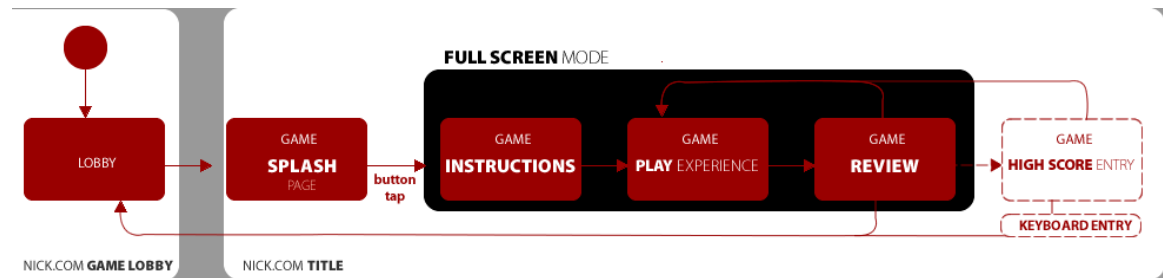 FULL SCREEN MODE
LOBBY
GAME
SPLASH
PAGE
button
tap
GAME
INSTRUCTIONS
GAME
PLAY EXPERIENCE
GAME
REVIEW
GAME
HIGH SCORE ENTRY
KEYBOARD ENTRY
NICK.COM GAME LOBBY
NICK.COM TITLE